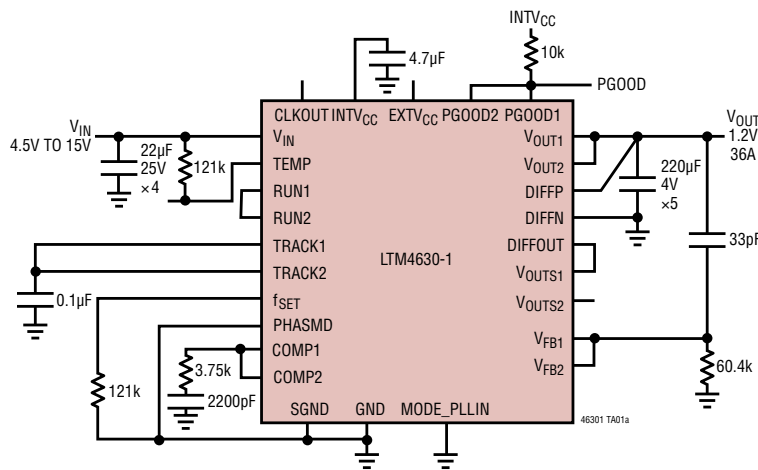 INTVCC
10k
4.7µF
PGOOD
CLKOUT INTVCC EXTVCC PGOOD2 PGOOD1
VIN
4.5V TO 15V
22µF
25V
×4
121k
VIN
TEMP
RUN1
RUN2
TRACK1
TRACK2
fSET
PHASMD
COMP1
COMP2
0.1µF
121k
3.75k
2200pF
LTM4630-1
VOUT1
VOUT2
DIFFP
DIFFN
DIFFOUT
VOUTS1
VOUTS2
VFB1
VFB2
SGND GND MODE_PLLIN
VOUT
1.2V
36A
220µF
4V
×5
33pF
60.4k
46301 TA01a